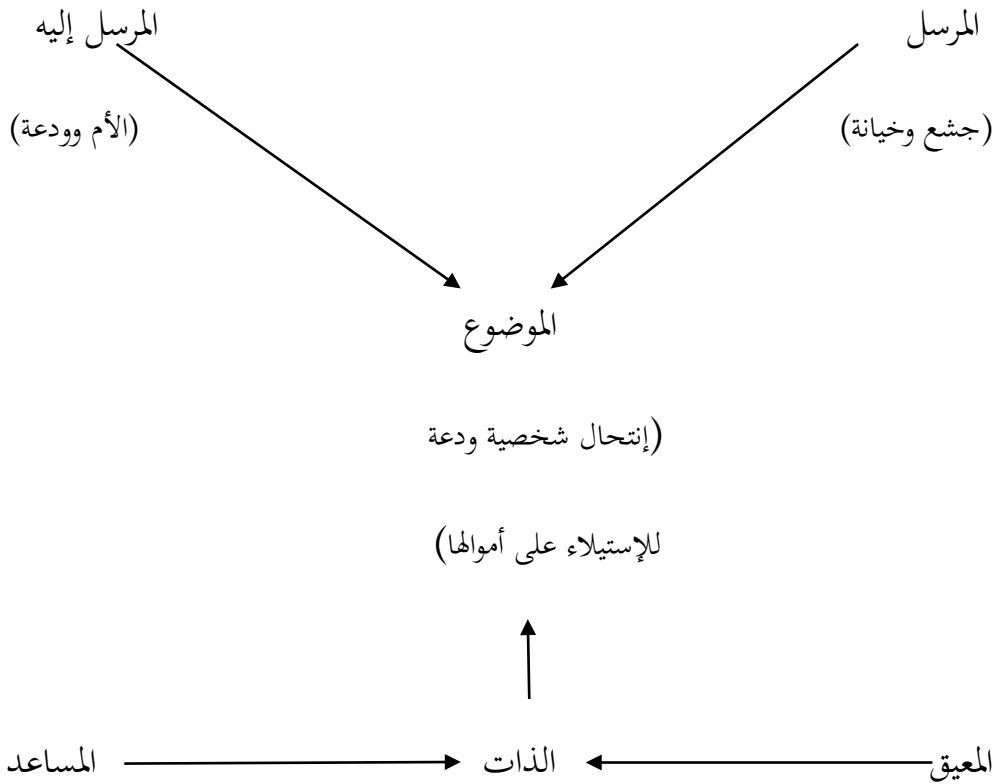 المرسل
المرسل إليه
(جشع وخيانة)
(الأم وودعة)
الموضوع
(إنتحال شخصية ودعة
للإستيلاء على أموالها)
المعيق
الذات
المساعد